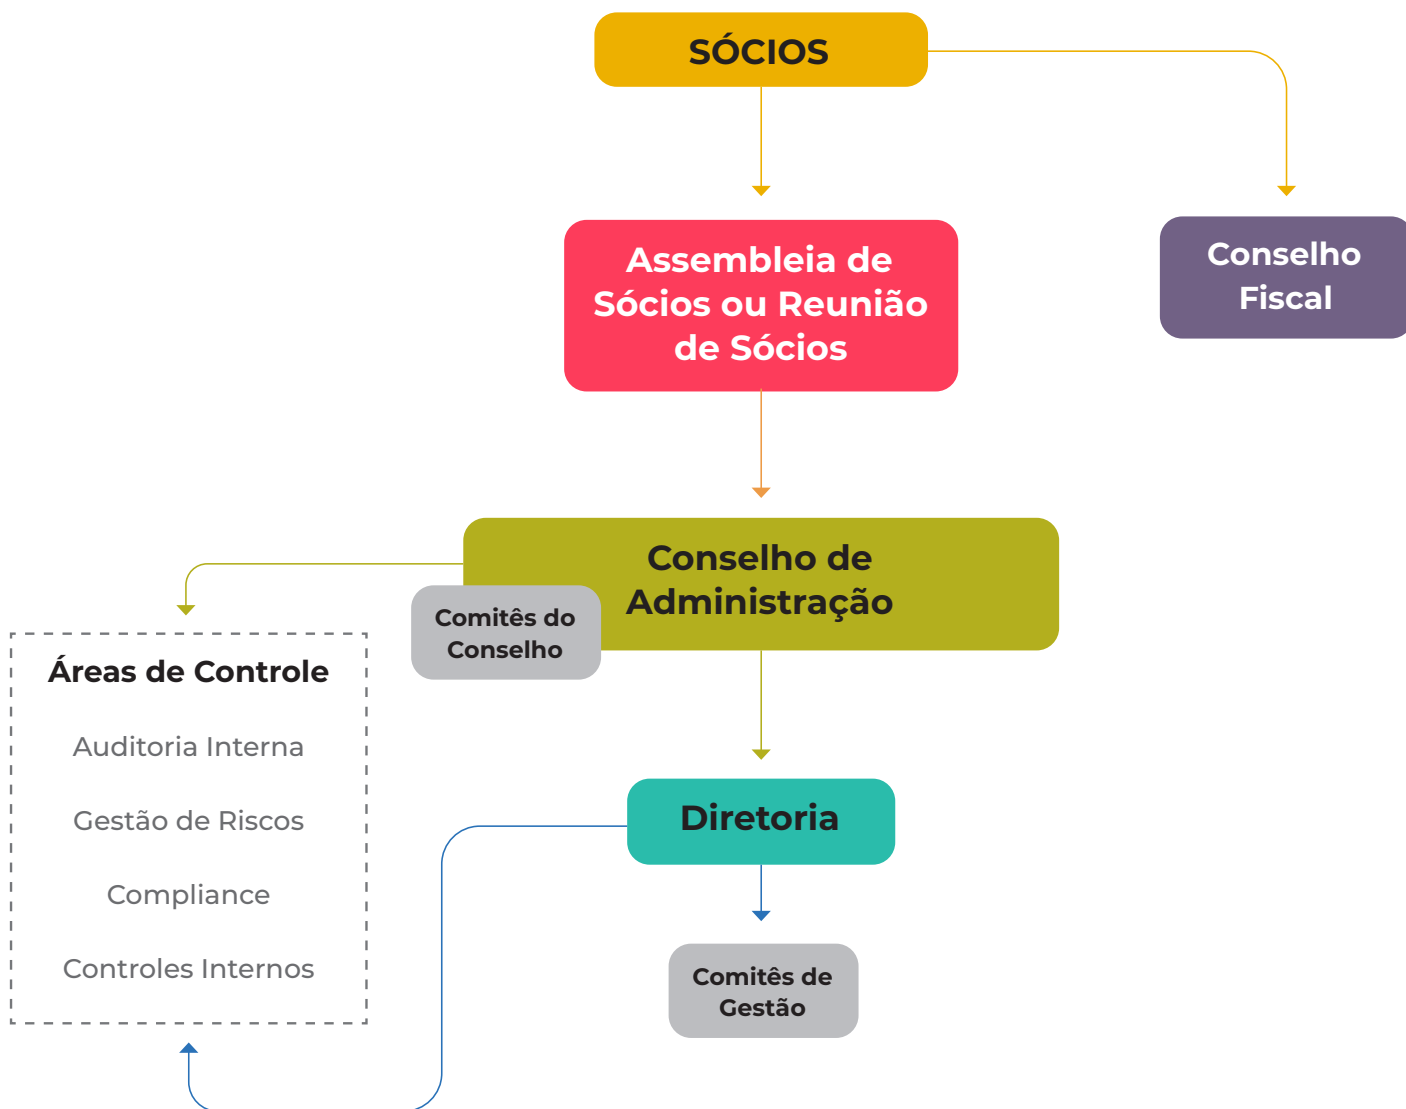 SÓCIOS
Assembleia de
Sócios ou Reunião
de Sócios
Conselho
Fiscal
Conselho de
Administração
Comitês do
Conselho
Áreas de Controle
Auditoria Interna
Gestão de Riscos
Compliance
Controles Internos
Diretoria
Comitês de
Gestão